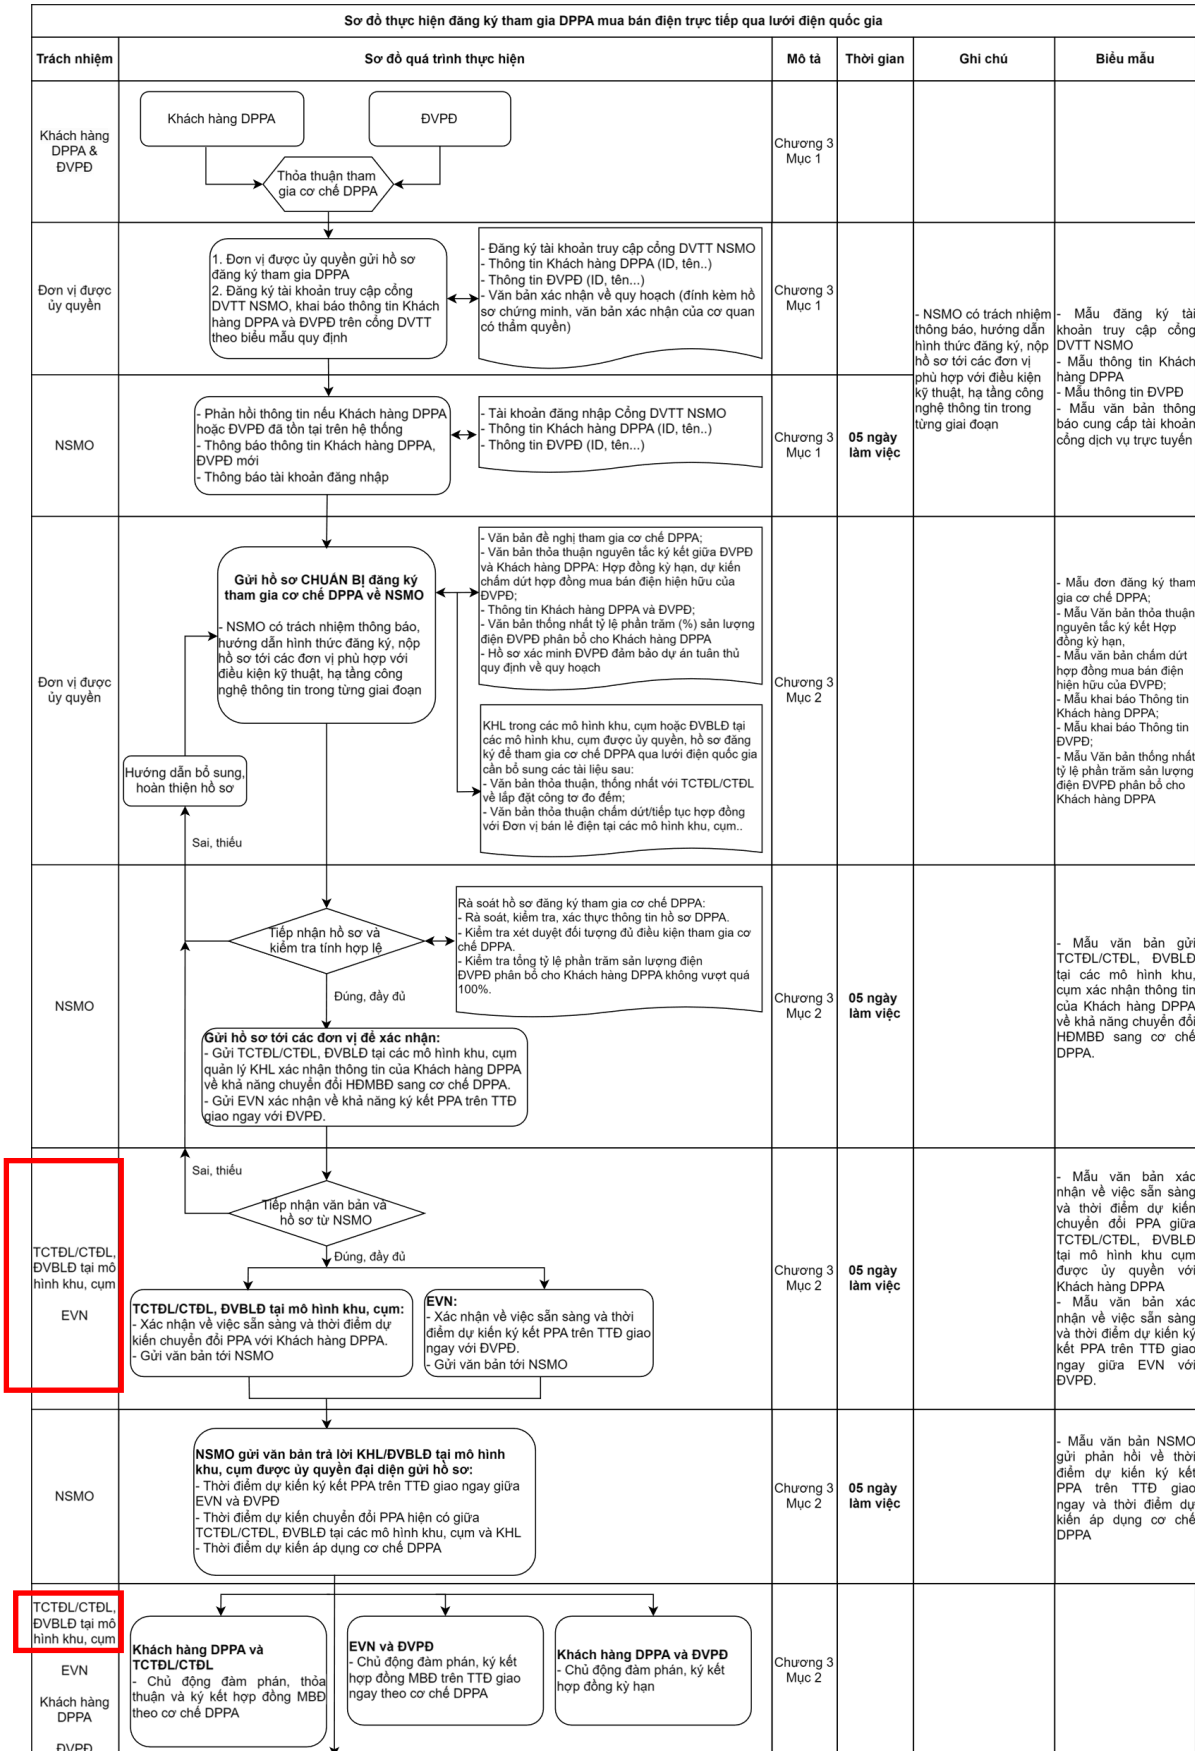 Sơ đồ thực hiện đăng ký tham gia DPPA mua bán điện trực tiếp qua lưới điện quốc gia
Trách nhiệm
Sơ đồ quá trình thực hiện
Mô tả
Thời gian
Ghi chú
Biểu mẫu
Khách hàng
DPPA &
ĐVPĐ
Khách hàng DPPA
ĐVPĐ
Thỏa thuận tham
gia cơ chế DPPA
Chương 3
Mục 1
Đơn vị được
ủy quyền
1. Đơn vị được ủy quyền gửi hồ sơ
đăng ký tham gia DPPA
2. Đăng ký tài khoản truy cập cổng
DVTT NSMO, khai báo thông tin Khách
hàng DPPA và ĐVPĐ trên cổng DVTT
theo biểu mẫu quy định
- Đăng ký tài khoản truy cập cổng DVTT NSMO
- Thông tin Khách hàng DPPA (ID, tên..)
- Thông tin ĐVPĐ (ID, tên...)
- Văn bản xác nhận về quy hoạch (đính kèm hồ
sơ chứng minh, văn bản xác nhận của cơ quan
có thẩm quyền)
Chương 3
Mục 1
- NSMO có trách nhiệm
thông báo, hướng dẫn
hình thức đăng ký, nộp
hồ sơ tới các đơn vị
phù hợp với điều kiện
kỹ thuật, hạ tầng công
nghệ thông tin trong
từng giai đoạn
- Mẫu đăng ký tài
khoản truy cập cổng
DVTT NSMO
- Mẫu thông tin Khách
hàng DPPA
- Mẫu thông tin ĐVPĐ
- Mẫu văn bản thông
báo cung cấp tài khoản
cổng dịch vụ trực tuyến
NSMO
- Phản hồi thông tin nếu Khách hàng DPPA
hoặc ĐVPĐ đã tồn tại trên hệ thống
- Thông báo thông tin Khách hàng DPPA,
ĐVPĐ mới
- Thông báo tài khoản đăng nhập
- Tài khoản đăng nhập Cổng DVTT NSMO
- Thông tin Khách hàng DPPA (ID, tên..)
- Thông tin ĐVPĐ (ID, tên...)
Chương 3
Mục 1
05 ngày
làm việc
Đơn vị được
ủy quyền
Gửi hồ sơ CHUẨN BỊ đăng ký
tham gia cơ chế DPPA về NSMO
- NSMO có trách nhiệm thông báo,
hướng dẫn hình thức đăng ký, nộp
hồ sơ tới các đơn vị phù hợp với
điều kiện kỹ thuật, hạ tầng công
nghệ thông tin trong từng giai đoạn
Hướng dẫn bổ sung,
hoàn thiện hồ sơ
Sai, thiếu
- Văn bản đề nghị tham gia cơ chế DPPA;
- Văn bản thỏa thuận nguyên tắc ký kết giữa ĐVPĐ
và Khách hàng DPPA: Hợp đồng kỳ hạn, dự kiến
chấm dứt hợp đồng mua bán điện hiện hữu của
ĐVPĐ;
- Thông tin Khách hàng DPPA và ĐVPĐ;
- Văn bản thống nhất tỷ lệ phần trăm (%) sản lượng
điện ĐVPĐ phân bổ cho Khách hàng DPPA
- Hồ sơ xác minh ĐVPĐ đảm bảo dự án tuân thủ
quy định về quy hoạch
KHL trong các mô hình khu, cụm hoặc ĐVBLĐ tại
các mô hình khu, cụm được ủy quyền, hồ sơ đăng
ký để tham gia cơ chế DPPA qua lưới điện quốc gia
cần bổ sung các tài liệu sau:
- Văn bản thỏa thuận, thống nhất với TCTĐL/CTĐL
về lắp đặt công tơ đo đếm;
- Văn bản thỏa thuận chấm dứt/tiếp tục hợp đồng
với Đơn vị bán lẻ điện tại các mô hình khu, cụm..
Chương 3
Mục 2
- Mẫu đơn đăng ký tham
gia cơ chế DPPA;
- Mẫu Văn bản thỏa thuận
nguyên tắc ký kết Hợp
đồng kỳ hạn,
- Mẫu văn bản chấm dứt
hợp đồng mua bán điện
hiện hữu của ĐVPĐ;
- Mẫu khai báo Thông tin
Khách hàng DPPA;
- Mẫu khai báo Thông tin
ĐVPĐ;
- Mẫu Văn bản thống nhất
tỷ lệ phần trăm sản lượng
điện ĐVPĐ phân bổ cho
Khách hàng DPPA
NSMO
Tiếp nhận hồ sơ và
kiểm tra tính hợp lệ
Đúng, đầy đủ
Rà soát hồ sơ đăng ký tham gia cơ chế DPPA:
- Rà soát, kiểm tra, xác thực thông tin hồ sơ DPPA.
- Kiểm tra xét duyệt đối tượng đủ điều kiện tham gia cơ
chế DPPA.
- Kiểm tra tổng tỷ lệ phần trăm sản lượng điện
ĐVPĐ phân bổ cho Khách hàng DPPA không vượt quá
100%.
Gửi hồ sơ tới các đơn vị để xác nhận:
- Gửi TCTĐL/CTĐL, ĐVBLĐ tại các mô hình khu, cụm
quản lý KHL xác nhận thông tin của Khách hàng DPPA
về khả năng chuyển đổi HĐMBĐ sang cơ chế DPPA.
- Gửi EVN xác nhận về khả năng ký kết PPA trên TTĐ
giao ngay với ĐVPĐ.
Chương 3
Mục 2
05 ngày
làm việc
- Mẫu văn bản gửi
TCTĐL/CTĐL, ĐVBLĐ
tại các mô hình khu,
cụm xác nhận thông tin
của Khách hàng DPPA
về khả năng chuyển đổi
HĐMBĐ sang cơ chế
DPPA.
TCTĐL/CTĐL,
ĐVBLĐ tại mô
hình khu, cụm
EVN
Sai, thiếu
Tiếp nhận văn bản và
hồ sơ từ NSMO
Đúng, đầy đủ
TCTĐL/CTĐL, ĐVBLĐ tại mô hình khu, cụm:
- Xác nhận về việc sẵn sàng và thời điểm dự
kiến chuyển đổi PPA với Khách hàng DPPA.
- Gửi văn bản tới NSMO
EVN:
- Xác nhận về việc sẵn sàng và thời
điểm dự kiến ký kết PPA trên TTĐ giao
ngay với ĐVPĐ.
- Gửi văn bản tới NSMO
Chương 3
Mục 2
05 ngày
làm việc
- Mẫu văn bản xác
nhận về việc sẵn sàng
và thời điểm dự kiến
chuyển đổi PPA giữa
TCTĐL/CTĐL, ĐVBLĐ
tại mô hình khu cụm
được ủy quyền với
Khách hàng DPPA
- Mẫu văn bản xác
nhận về việc sẵn sàng
và thời điểm dự kiến ký
kết PPA trên TTĐ giao
ngay giữa EVN với
ĐVPĐ.
NSMO
NSMO gửi văn bản trả lời KHL/ĐVBLĐ tại mô hình
khu, cụm được ủy quyền đại diện gửi hồ sơ:
- Thời điểm dự kiến ký kết PPA trên TTĐ giao ngay giữa
EVN và ĐVPĐ
- Thời điểm dự kiến chuyển đổi PPA hiện có giữa
TCTĐL/CTĐL, ĐVBLĐ tại các mô hình khu, cụm và KHL
- Thời điểm dự kiến áp dụng cơ chế DPPA
Chương 3
Mục 2
05 ngày
làm việc
- Mẫu văn bản NSMO
gửi phản hồi về thời
điểm dự kiến ký kết
PPA trên TTĐ giao
ngay và thời điểm dự
kiến áp dụng cơ chế
DPPA
TCTĐL/CTĐL,
ĐVBLĐ tại mô
hình khu, cụm
EVN
Khách hàng
DPPA
ĐVPĐ
Khách hàng DPPA và
TCTĐL/CTĐL
- Chủ động đàm phán, thỏa
thuận và ký kết hợp đồng MBĐ
theo cơ chế DPPA
EVN và ĐVPĐ
- Chủ động đàm phán, ký kết
hợp đồng MBĐ trên TTĐ giao
ngay theo cơ chế DPPA
Khách hàng DPPA và ĐVPĐ
- Chủ động đàm phán, ký kết
hợp đồng kỳ hạn
Chương 3
Mục 2